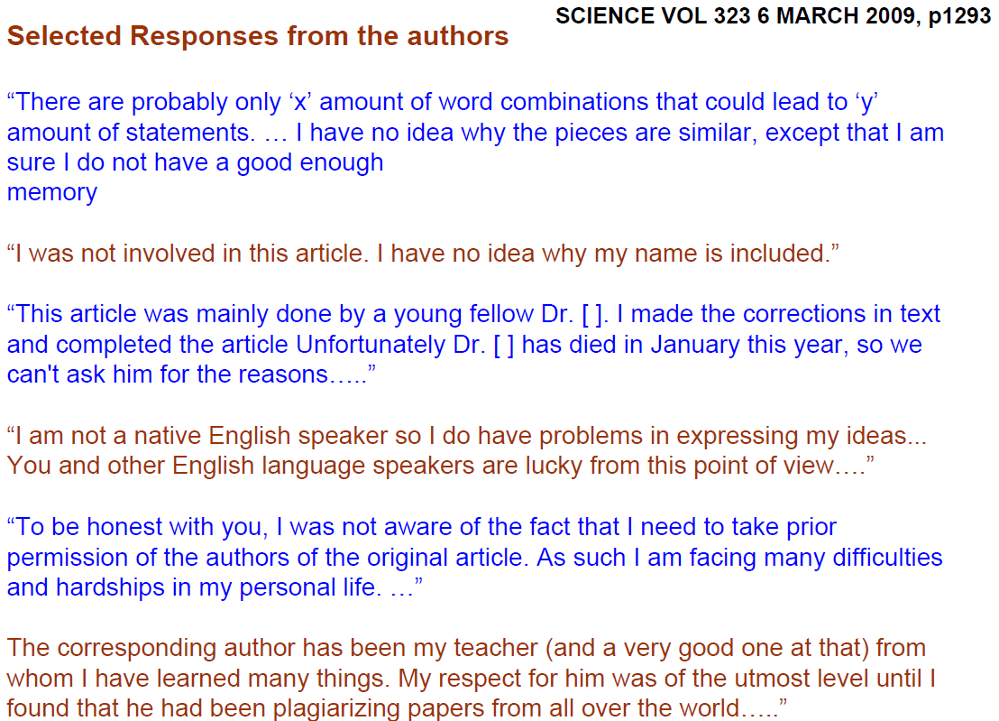 SCIENCE VOL 323 6 MARCH 2009, p1293
Selected Responses from the authors
“There are probably only ‘x’ amount of word combinations that could lead to ‘y’
amount of statements. … I have no idea why the pieces are similar, except that I am
sure I do not have a good enough
memory
“I was not involved in this article. I have no idea why my name is included.”
“This article was mainly done by a young fellow Dr. [ ]. I made the corrections in text
and completed the article Unfortunately Dr. [ ] has died in January this year, so we
can't ask him for the reasons…..”
“I am not a native English speaker so I do have problems in expressing my ideas...
You and other English language speakers are lucky from this point of view….”
“To be honest with you, I was not aware of the fact that I need to take prior
permission of the authors of the original article. As such I am facing many difficulties
and hardships in my personal life. …”
The corresponding author has been my teacher (and a very good one at that) from
whom I have learned many things. My respect for him was of the utmost level until I
found that he had been plagiarizing papers from all over the world…..”